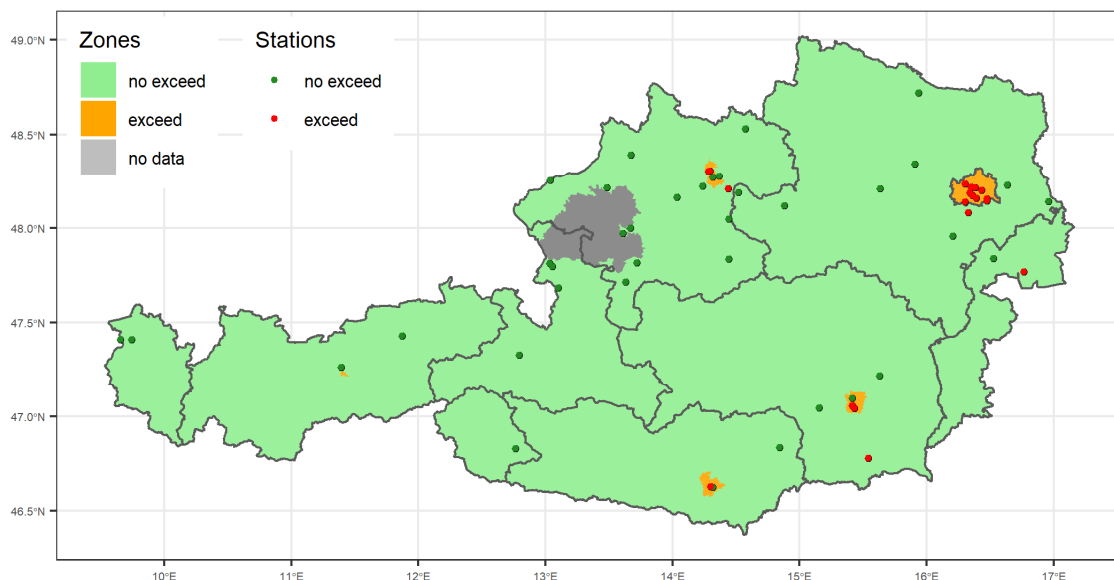 Zones
no exceed
exceed
no data
Stations
no exceed
exceed
49.0°N
48.5°N
48.0°N
47.5°N
47.0°N
46.5°N
10°E
11°E
12°E
13°E
14°E
15°E
16°E
17°E